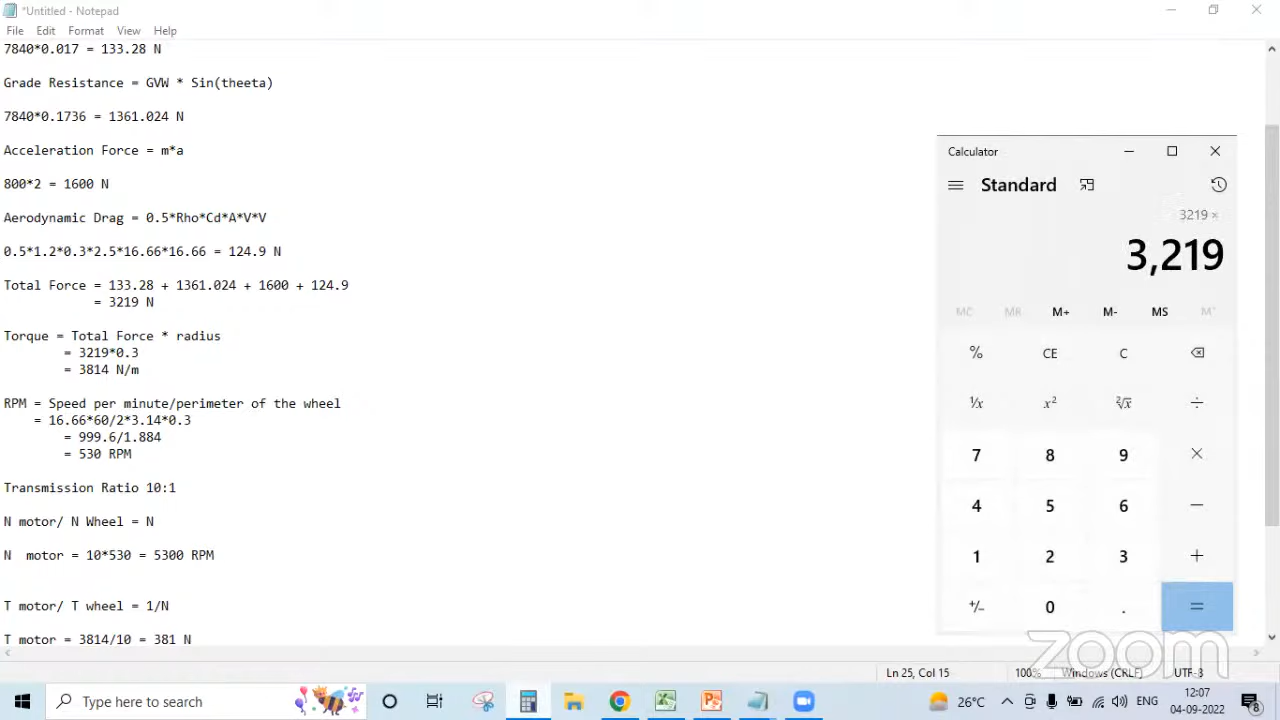 *Untitled - Notepad
File Edit Format View Help
7840*0.017 = 133.28 N
Grade Resistance = GVW * Sin(theeta)
7840*0.1736 = 1361.024 N
Acceleration Force = m*a
800*2 = 1600 N
Aerodynamic Drag = 0.5*Rho*Cd*A*V*V
0.5*1.2*0.3*2.5*16.66*16.66 = 124.9 N
Total Force = 133.28 + 1361.024 + 1600 + 124.9
= 3219 N
Torque = Total Force * radius
= 3219*0.3
= 3814 N/m
RPM = Speed per minute/perimeter of the wheel
= 16.66*60/2*3.14*0.3
= 999.6/1.884
= 530 RPM
Transmission Ratio 10:1
N motor/ N Wheel = N
N  motor = 10*530 = 5300 RPM
T motor/ T wheel = 1/N
T motor = 3814/10 = 381 N
Calculator
Standard
3219 ×
3,219
MC MR M+ M- MS M˅
% CE C
¹/x x² ²√x ÷
7 8 9 ×
4 5 6 −
1 2 3 +
+/− 0 . =
zoom
Ln 25, Col 15 100% Windows (CRLF) UTF-8
Type here to search
26°C ENG 12:07
04-09-2022
8